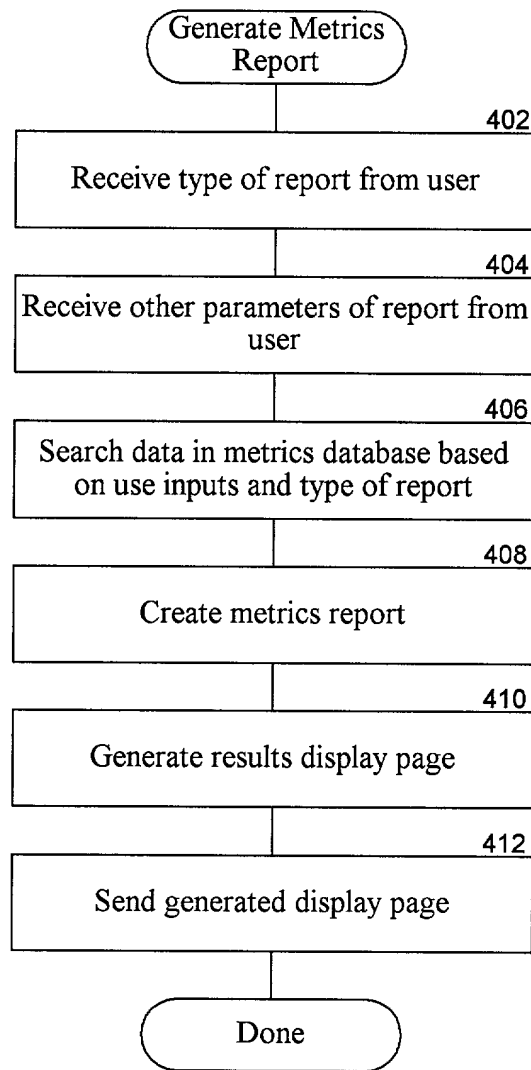 Generate Metrics
Report
402
Receive type of report from user
404
Receive other parameters of report from
user
406
Search data in metrics database based
on use inputs and type of report
408
Create metrics report
410
Generate results display page
412
Send generated display page
Done